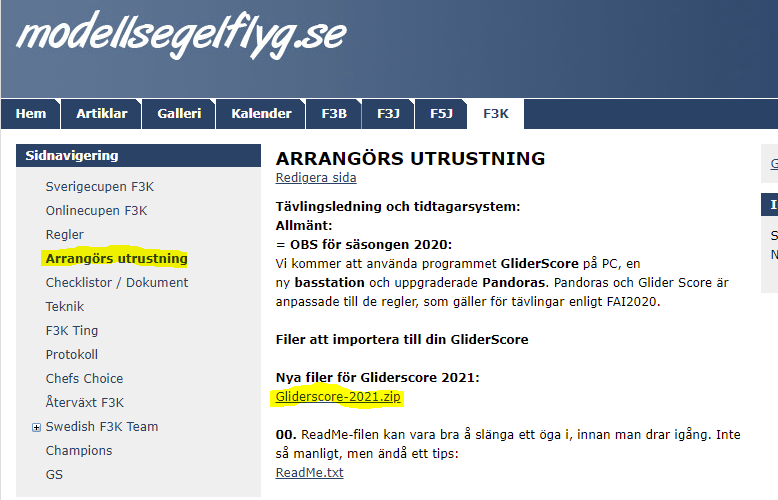 modellsegelflyg.se
Hem Artiklar Galleri Kalender F3B F3J F5J F3K
Sidnavigering
Sverigecupen F3K
Onlinecupen F3K
Regler
Arrangörs utrustning
Checklistor / Dokument
Teknik
F3K Ting
Protokoll
Chefs Choice
Återväxt F3K
Swedish F3K Team
Champions
GS
ARRANGÖRS UTRUSTNING
Redigera sida
Tävlingsledning och tidtagarsystem:
Allmänt:
= OBS för säsongen 2020:
Vi kommer att använda programmet GliderScore på PC, en
ny basstation och uppgraderade Pandoras. Pandoras och Glider Score är
anpassade till de regler, som gäller för tävlingar enligt FAI2020.
Filer att importera till din GliderScore
Nya filer för Gliderscore 2021:
Gliderscore-2021.zip
00. ReadMe-filen kan vara bra å slänga ett öga i, innan man drar igång. Inte
så manligt, men ändå ett tips:
ReadMe.txt